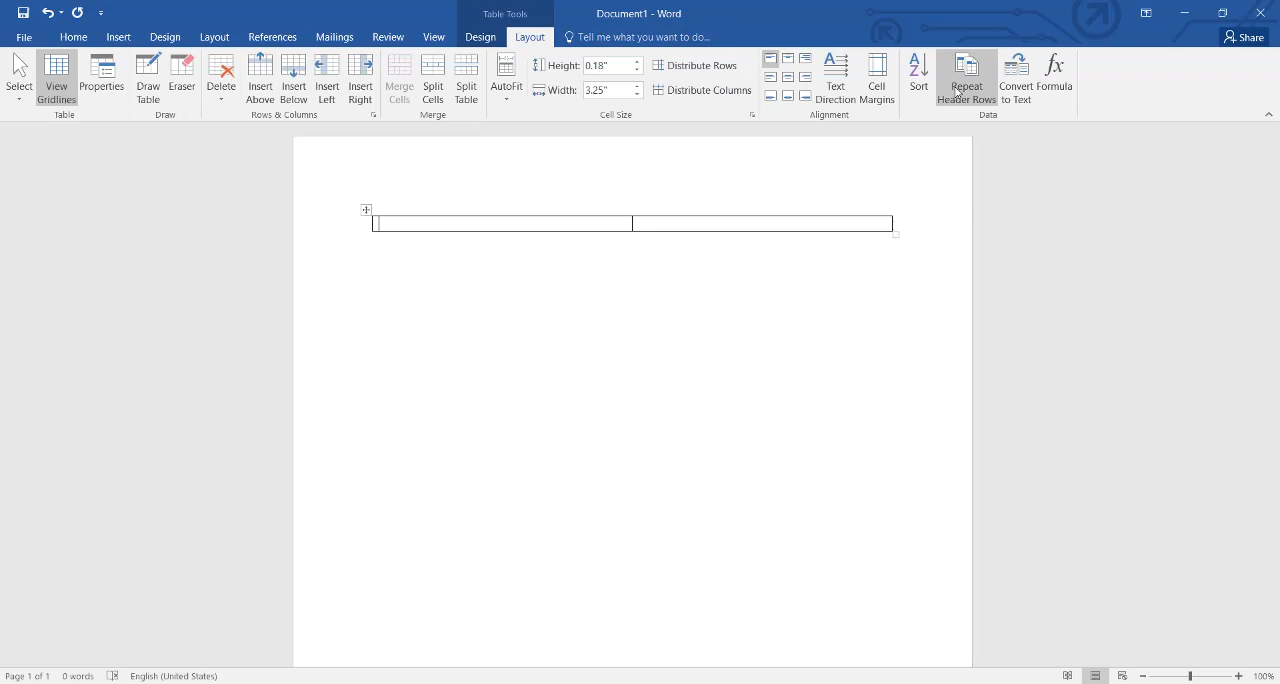 Table Tools
Document1 - Word
File Home Insert Design Layout References Mailings Review View Design Layout Tell me what you want to do... Share
Select View Gridlines Properties
Draw Table Eraser
Delete Insert Above Insert Below Insert Left Insert Right
Merge Cells Split Cells Split Table
AutoFit
Height: 0.18" Distribute Rows
Width: 3.25" Distribute Columns
Text Direction Cell Margins
Sort Repeat Header Rows Convert to Text Formula
Table Draw Rows & Columns Merge Cell Size Alignment Data
Page 1 of 1 0 words English (United States) 100%